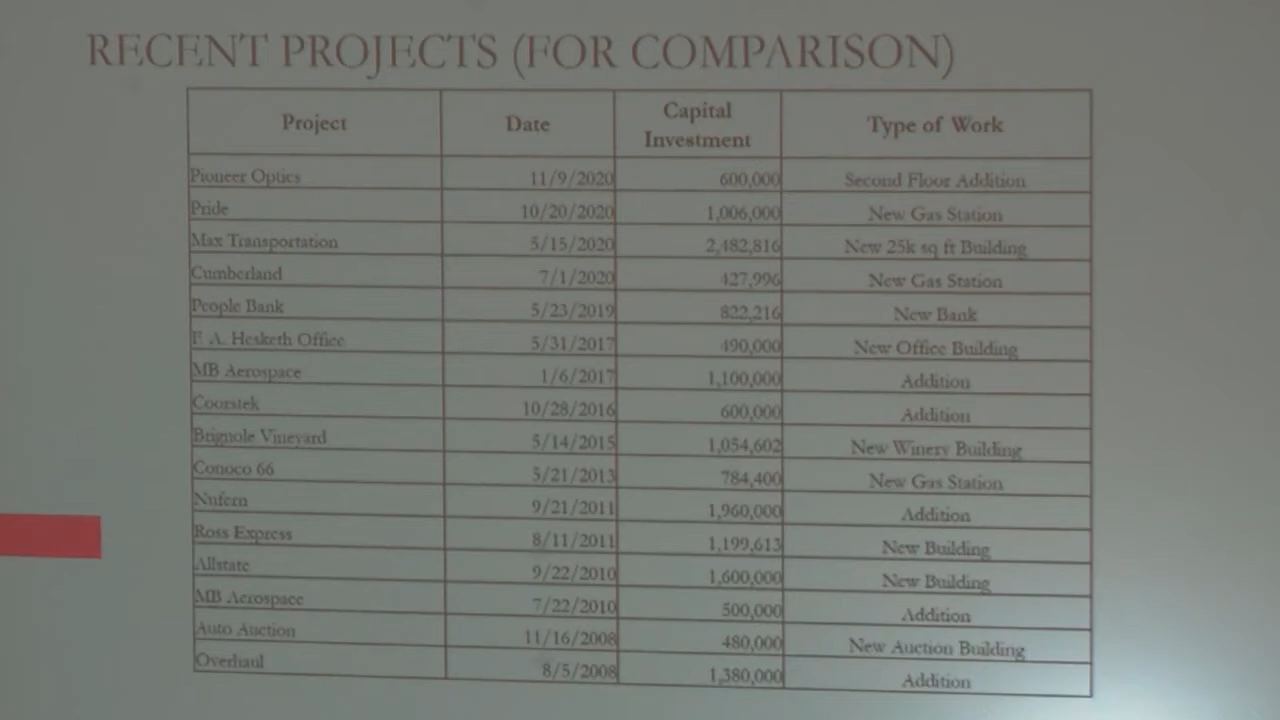 RECENT PROJECTS (FOR COMPARISON)
Project Date Capital Investment Type of Work
Pioneer Optics 11/9/2020 600,000 Second Floor Addition
Pride 10/20/2020 1,006,000 New Gas Station
Max Transportation 5/15/2020 2,482,816 New 25k sq ft Building
Cumberland 7/1/2020 427,996 New Gas Station
People Bank 5/23/2019 822,216 New Bank
F. A. Hesketh Office 5/31/2017 490,000 New Office Building
MB Aerospace 1/6/2017 1,100,000 Addition
Coorstek 10/28/2016 600,000 Addition
Brignole Vineyard 5/14/2015 1,054,602 New Winery Building
Conoco 66 5/21/2013 784,400 New Gas Station
Nufern 9/21/2011 1,960,000 Addition
Ross Express 8/11/2011 1,199,613 New Building
Allstate 9/22/2010 1,600,000 New Building
MB Aerospace 7/22/2010 500,000 Addition
Auto Auction 11/16/2008 480,000 New Auction Building
Overhaul 8/5/2008 1,380,000 Addition